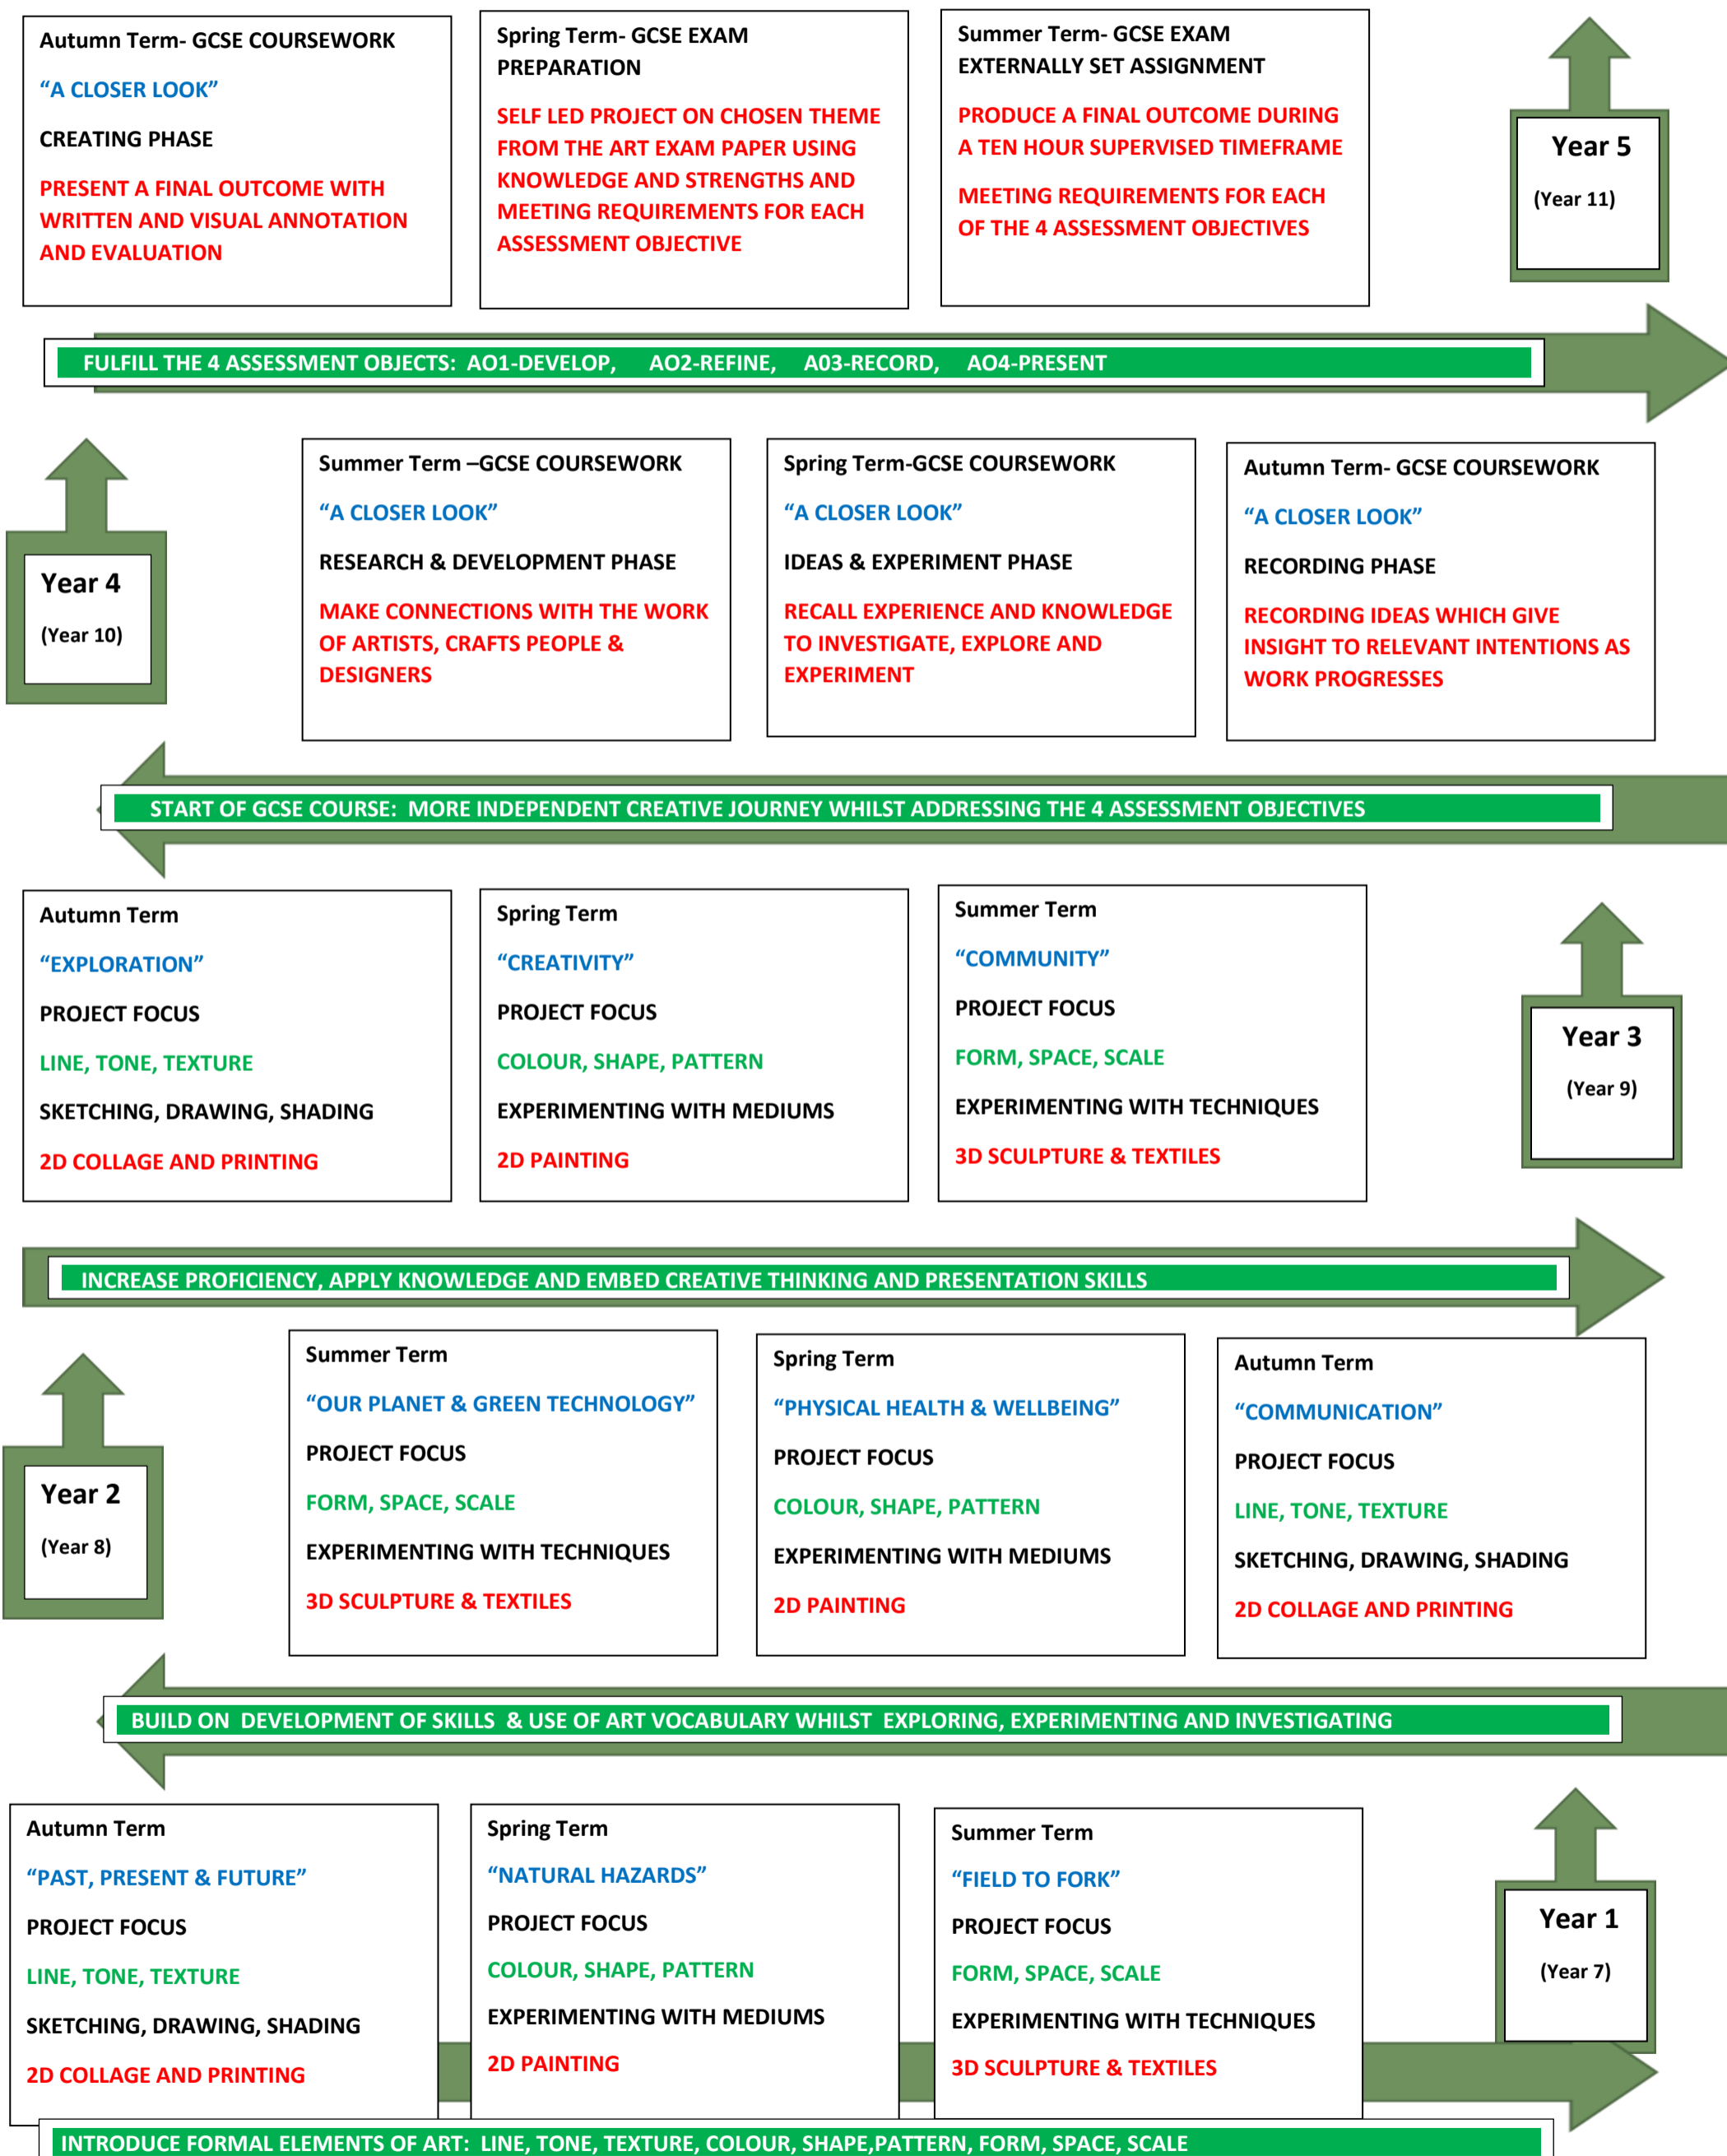 Autumn Term- GCSE COURSEWORK
“A CLOSER LOOK”
CREATING PHASE
PRESENT A FINAL OUTCOME WITH
WRITTEN AND VISUAL ANNOTATION
AND EVALUATION
Spring Term- GCSE EXAM
PREPARATION
SELF LED PROJECT ON CHOSEN THEME
FROM THE ART EXAM PAPER USING
KNOWLEDGE AND STRENGTHS AND
MEETING REQUIREMENTS FOR EACH
ASSESSMENT OBJECTIVE
Summer Term- GCSE EXAM
EXTERNALLY SET ASSIGNMENT
PRODUCE A FINAL OUTCOME DURING
A TEN HOUR SUPERVISED TIMEFRAME
MEETING REQUIREMENTS FOR EACH
OF THE 4 ASSESSMENT OBJECTIVES
Year 5
(Year 11)
FULFILL THE 4 ASSESSMENT OBJECTS: AO1-DEVELOP, AO2-REFINE, A03-RECORD, AO4-PRESENT
Year 4
(Year 10)
Summer Term –GCSE COURSEWORK
“A CLOSER LOOK”
RESEARCH & DEVELOPMENT PHASE
MAKE CONNECTIONS WITH THE WORK
OF ARTISTS, CRAFTS PEOPLE &
DESIGNERS
Spring Term-GCSE COURSEWORK
“A CLOSER LOOK”
IDEAS & EXPERIMENT PHASE
RECALL EXPERIENCE AND KNOWLEDGE
TO INVESTIGATE, EXPLORE AND
EXPERIMENT
Autumn Term- GCSE COURSEWORK
“A CLOSER LOOK”
RECORDING PHASE
RECORDING IDEAS WHICH GIVE
INSIGHT TO RELEVANT INTENTIONS AS
WORK PROGRESSES
START OF GCSE COURSE: MORE INDEPENDENT CREATIVE JOURNEY WHILST ADDRESSING THE 4 ASSESSMENT OBJECTIVES
Autumn Term
“EXPLORATION”
PROJECT FOCUS
LINE, TONE, TEXTURE
SKETCHING, DRAWING, SHADING
2D COLLAGE AND PRINTING
Spring Term
“CREATIVITY”
PROJECT FOCUS
COLOUR, SHAPE, PATTERN
EXPERIMENTING WITH MEDIUMS
2D PAINTING
Summer Term
“COMMUNITY”
PROJECT FOCUS
FORM, SPACE, SCALE
EXPERIMENTING WITH TECHNIQUES
3D SCULPTURE & TEXTILES
Year 3
(Year 9)
INCREASE PROFICIENCY, APPLY KNOWLEDGE AND EMBED CREATIVE THINKING AND PRESENTATION SKILLS
Year 2
(Year 8)
Summer Term
“OUR PLANET & GREEN TECHNOLOGY”
PROJECT FOCUS
FORM, SPACE, SCALE
EXPERIMENTING WITH TECHNIQUES
3D SCULPTURE & TEXTILES
Spring Term
“PHYSICAL HEALTH & WELLBEING”
PROJECT FOCUS
COLOUR, SHAPE, PATTERN
EXPERIMENTING WITH MEDIUMS
2D PAINTING
Autumn Term
“COMMUNICATION”
PROJECT FOCUS
LINE, TONE, TEXTURE
SKETCHING, DRAWING, SHADING
2D COLLAGE AND PRINTING
BUILD ON DEVELOPMENT OF SKILLS & USE OF ART VOCABULARY WHILST EXPLORING, EXPERIMENTING AND INVESTIGATING
Autumn Term
“PAST, PRESENT & FUTURE”
PROJECT FOCUS
LINE, TONE, TEXTURE
SKETCHING, DRAWING, SHADING
2D COLLAGE AND PRINTING
Spring Term
“NATURAL HAZARDS”
PROJECT FOCUS
COLOUR, SHAPE, PATTERN
EXPERIMENTING WITH MEDIUMS
2D PAINTING
Summer Term
“FIELD TO FORK”
PROJECT FOCUS
FORM, SPACE, SCALE
EXPERIMENTING WITH TECHNIQUES
3D SCULPTURE & TEXTILES
Year 1
(Year 7)
INTRODUCE FORMAL ELEMENTS OF ART: LINE, TONE, TEXTURE, COLOUR, SHAPE,PATTERN, FORM, SPACE, SCALE